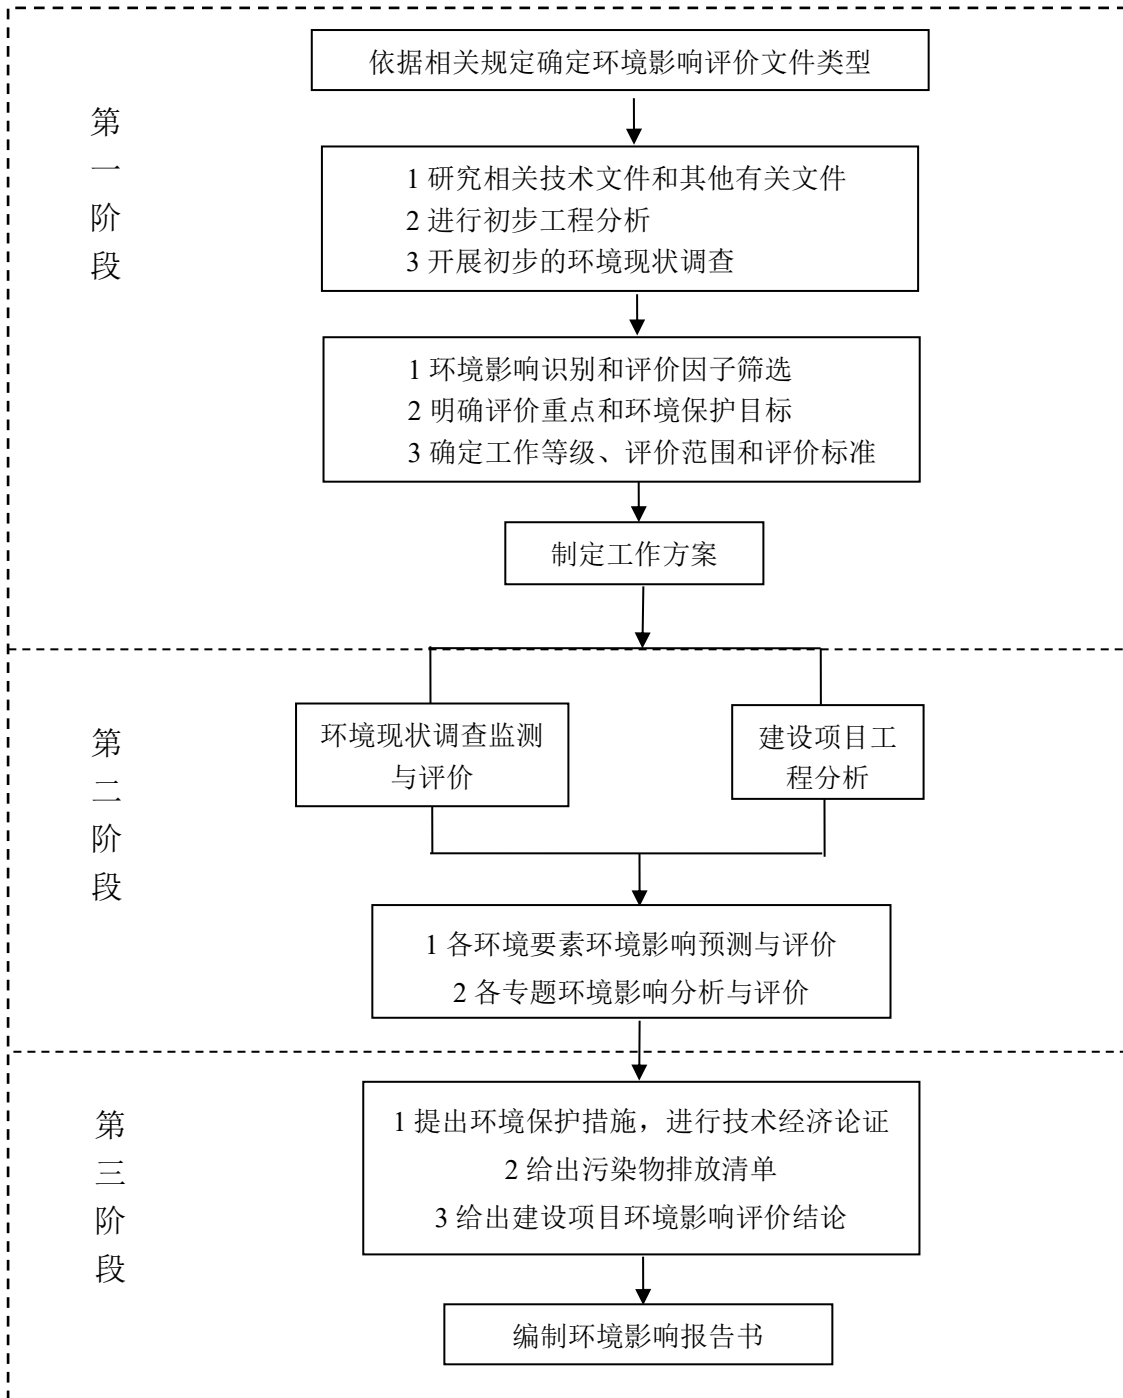 依据相关规定确定环境影响评价文件类型
第一阶段
1 研究相关技术文件和其他有关文件
2 进行初步工程分析
3 开展初步的环境现状调查
1 环境影响识别和评价因子筛选
2 明确评价重点和环境保护目标
3 确定工作等级、评价范围和评价标准
制定工作方案
第二阶段
环境现状调查监测
与评价
建设项目工
程分析
1 各环境要素环境影响预测与评价
2 各专题环境影响分析与评价
第三阶段
1 提出环境保护措施，进行技术经济论证
2 给出污染物排放清单
3 给出建设项目环境影响评价结论
编制环境影响报告书